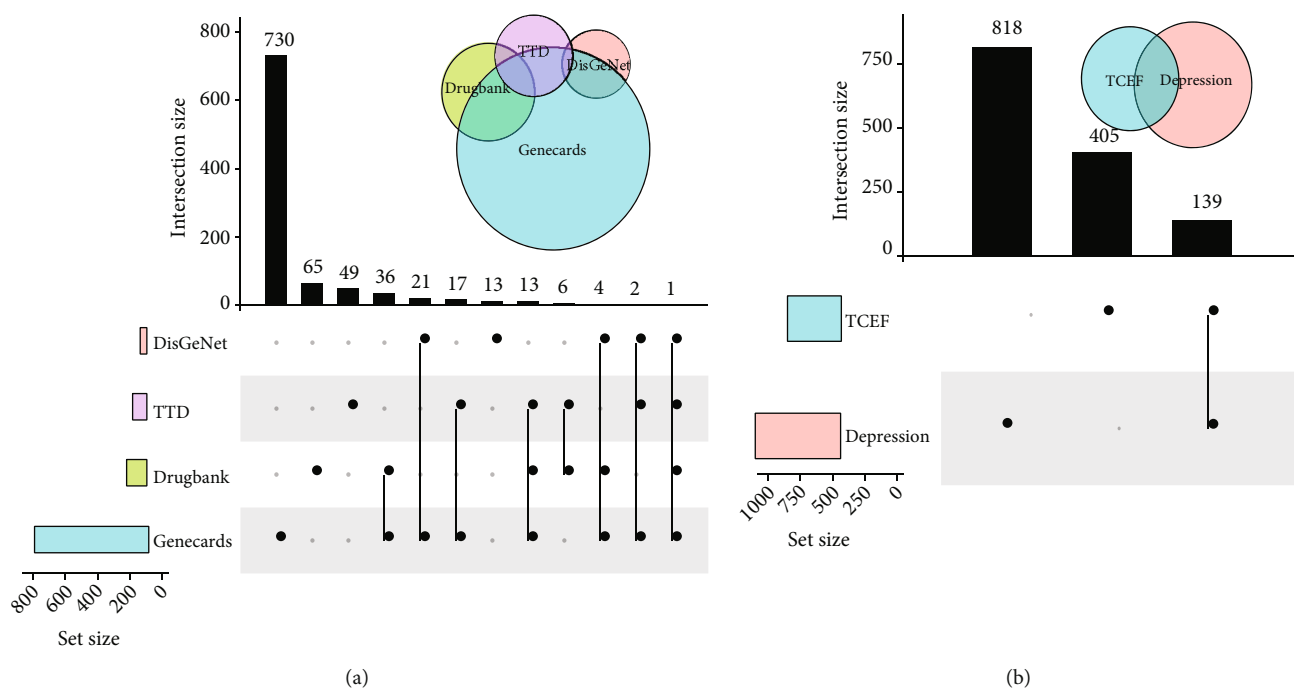 800
600
400
200
0
Intersection size
730
65
49
36
21
17
13
13
6
4
2
1
TTD
DisGeNet
Drugbank
Genecards
DisGeNet
TTD
Drugbank
Genecards
800
600
400
200
0
Set size
(a)
750
500
250
0
Intersection size
818
405
139
TCEF
Depression
TCEF
Depression
1000
750
500
250
0
Set size
(b)